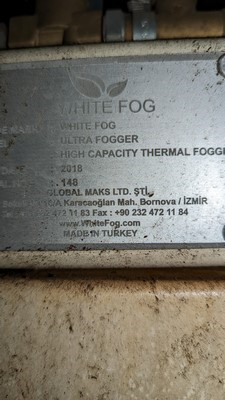 WHITE FOG
WHITE FOG
ULTRA FOGGER
HIGH CAPACITY THERMAL FOGG
: 2018
: 148
GLOBAL MAKS LTD. ŞTİ.
/A Karacaoğlan Mah. Bornova / İZMİR
472 11 83 Fax : +90 232 472 11 84
www.WhiteFog.com
MADE IN TURKEY